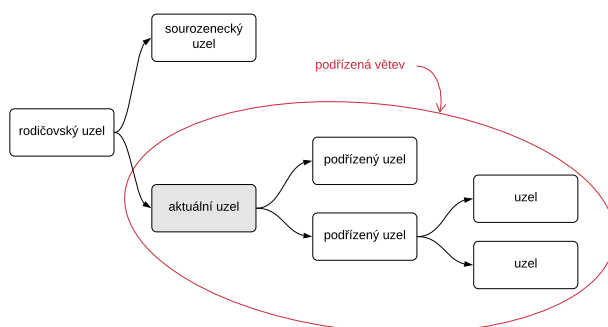 sourozenecký
uzel
podřízená větev
rodičovský uzel
podřízený uzel
aktuální uzel
uzel
podřízený uzel
uzel